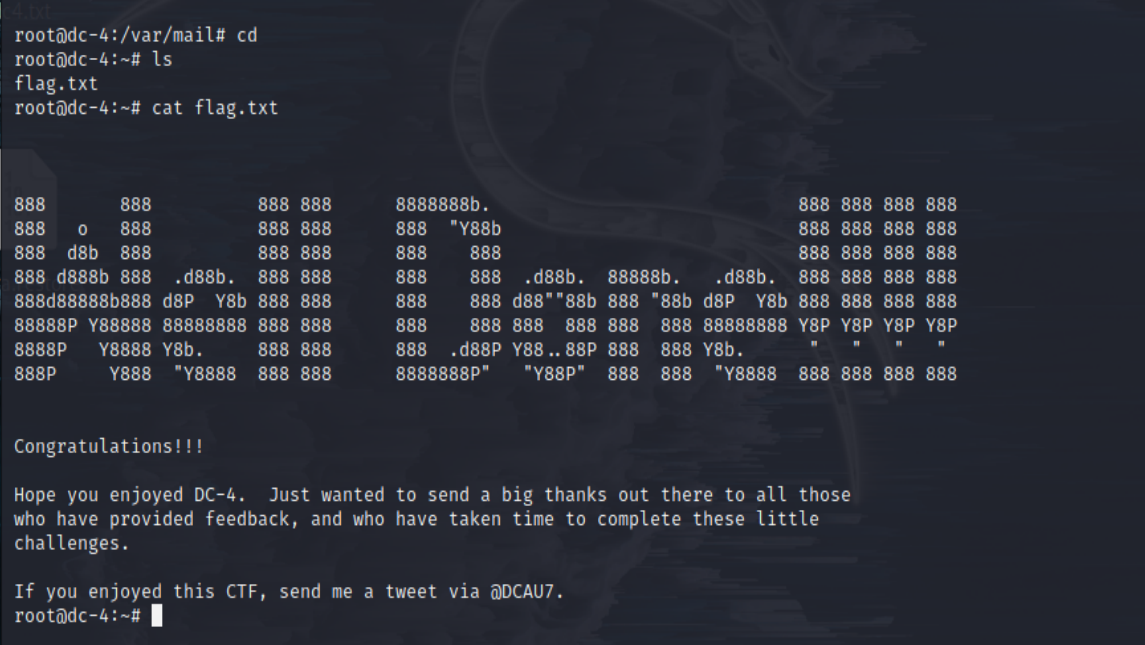 c4.txt
root@dc-4:/var/mail# cd
root@dc-4:~# ls
flag.txt
root@dc-4:~# cat flag.txt
888       888          888 888      8888888b.                             888 888 888 888
888   o   888          888 888      888  "Y88b                            888 888 888 888
888  d8b  888          888 888      888    888                            888 888 888 888
888 d888b 888  .d88b.  888 888      888    888  .d88b.  88888b.   .d88b.  888 888 888 888
888d88888b888 d8P  Y8b 888 888      888    888 d88""88b 888 "88b d8P  Y8b 888 888 888 888
88888P Y88888 88888888 888 888      888    888 888  888 888  888 88888888 Y8P Y8P Y8P Y8P
8888P   Y8888 Y8b.     888 888      888  .d88P Y88..88P 888  888 Y8b.      "   "   "   "
888P     Y888  "Y8888  888 888      8888888P"   "Y88P"  888  888  "Y8888  888 888 888 888
Congratulations!!!
Hope you enjoyed DC-4.  Just wanted to send a big thanks out there to all those
who have provided feedback, and who have taken time to complete these little
challenges.
If you enjoyed this CTF, send me a tweet via @DCAU7.
root@dc-4:~#